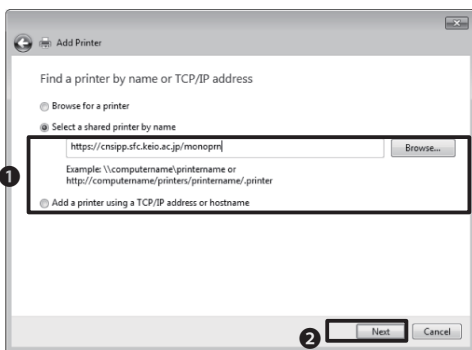 Add Printer
Find a printer by name or TCP/IP address
Browse for a printer
Select a shared printer by name
https://cnsipp.sfc.keio.ac.jp/monoprn
Browse...
Example: \\computername\printername or
http://computername/printers/printername/.printer
❶
Add a printer using a TCP/IP address or hostname
❷
Next
Cancel